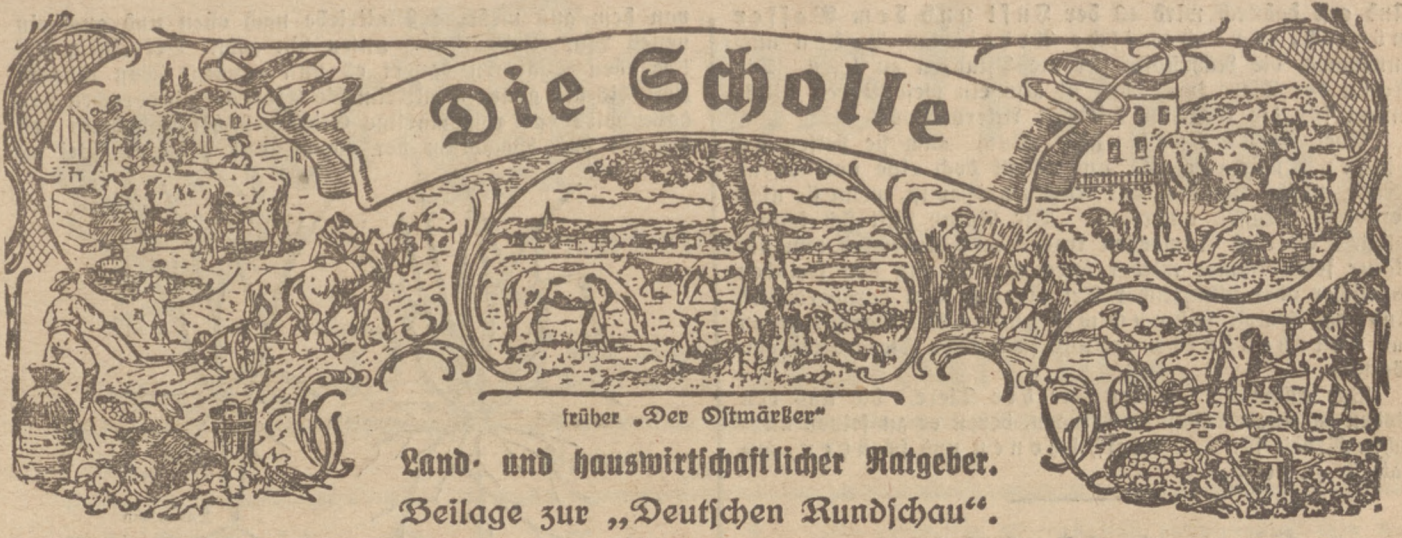 Die Scholle
früher „Der Ostmärker“
Land- und hauswirtschaftlicher Ratgeber.
Beilage zur „Deutschen Rundschau“.